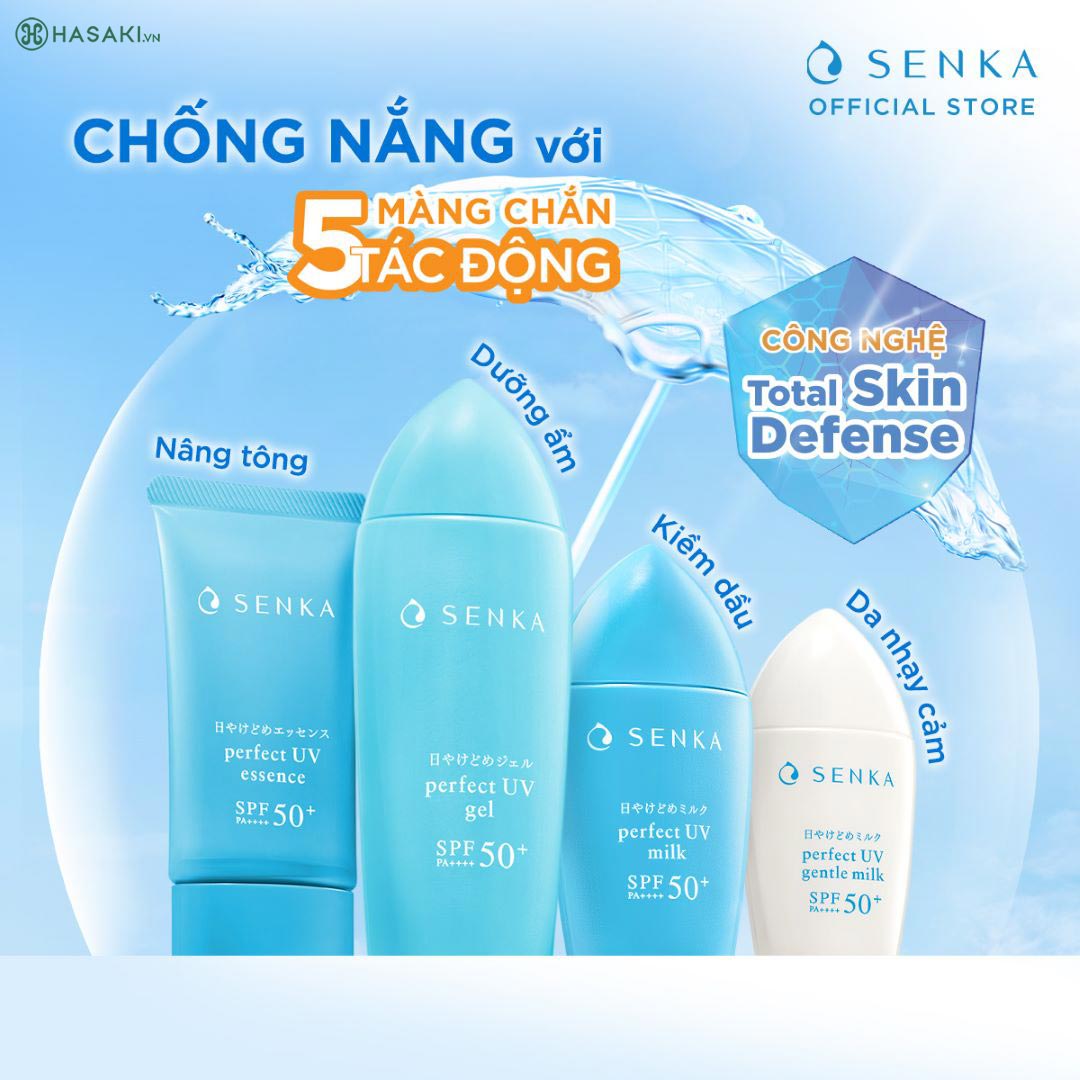 HASAKI.VN
SENKA
OFFICIAL STORE
CHỐNG NẮNG với
5 MÀNG CHẮN
TÁC ĐỘNG
CÔNG NGHỆ
Total Skin
Defense
Nâng tông
Dưỡng ẩm
Kiềm dầu
Da nhạy cảm
SENKA
日やけどめエッセンス
perfect UV
essence
SPF 50+
PA++++
SENKA
日やけどめジェル
perfect UV
gel
SPF 50+
PA++++
SENKA
日やけどめミルク
perfect UV
milk
SPF 50+
PA++++
SENKA
日やけどめミルク
perfect UV
gentle milk
SPF 50+
PA++++